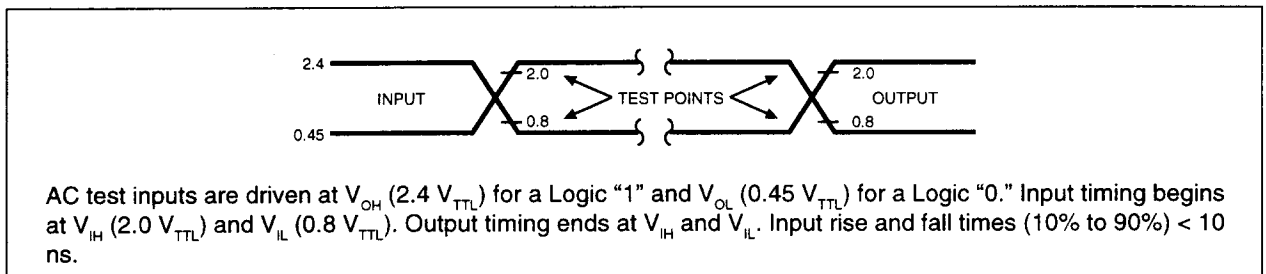 2.4
2.0
2.0
INPUT
TEST POINTS
OUTPUT
0.8
0.8
0.45
AC test inputs are driven at VOH (2.4 VTTL) for a Logic “1” and VOL (0.45 VTTL) for a Logic “0.” Input timing begins
at VIH (2.0 VTTL) and VIL (0.8 VTTL). Output timing ends at VIH and VIL. Input rise and fall times (10% to 90%) < 10
ns.